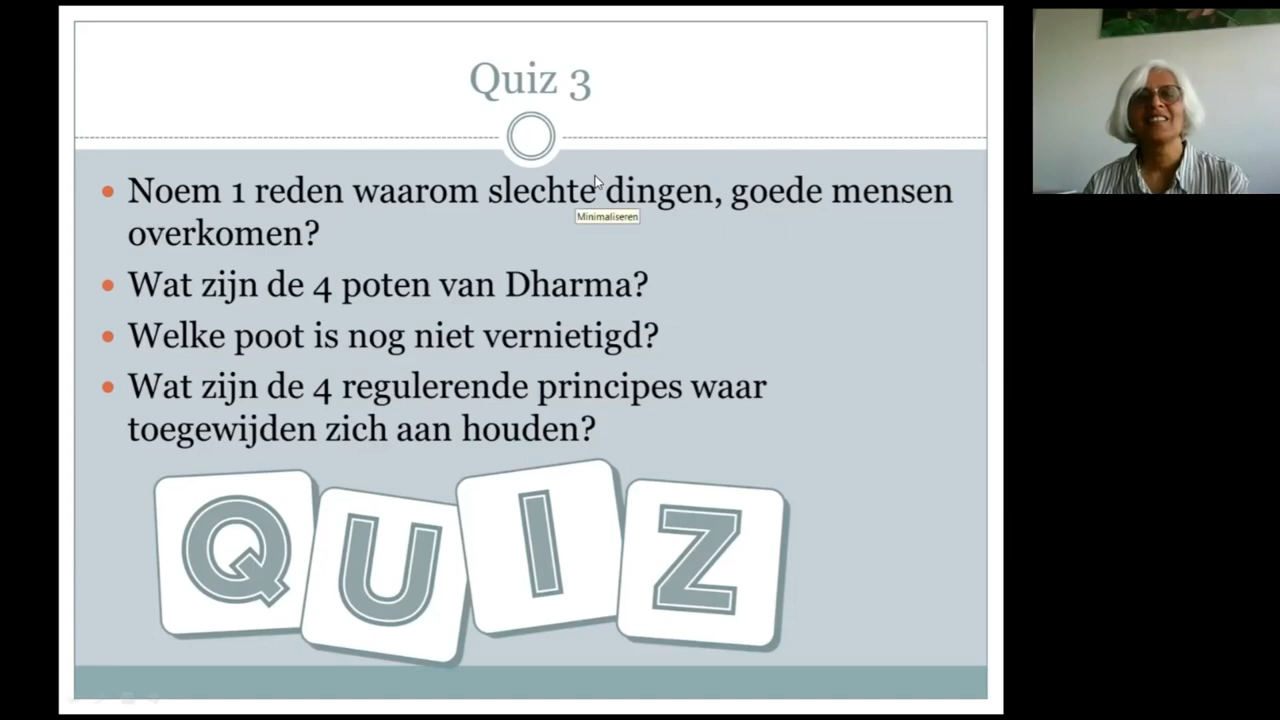 Quiz 3
• Noem 1 reden waarom slechte dingen, goede mensen
Minimaliseren
overkomen?
• Wat zijn de 4 poten van Dharma?
• Welke poot is nog niet vernietigd?
• Wat zijn de 4 regulerende principes waar
toegewijden zich aan houden?
QUIZ